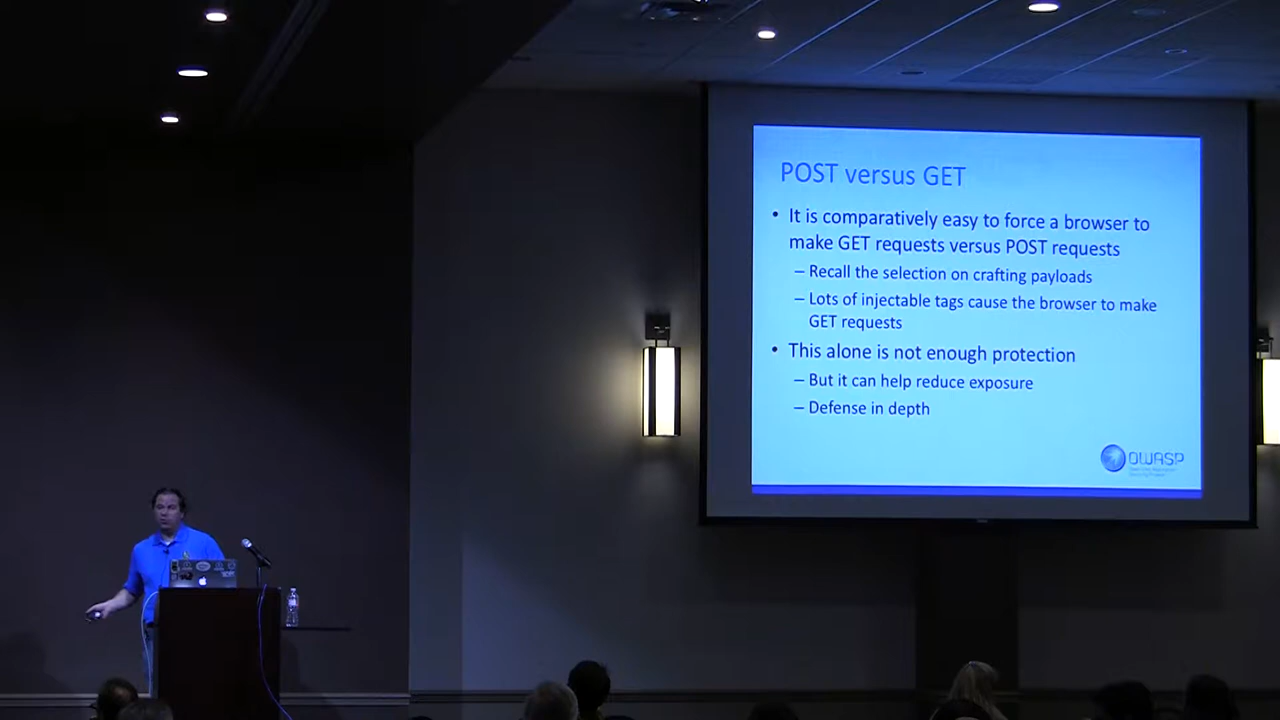 POST versus GET
• It is comparatively easy to force a browser to
make GET requests versus POST requests
– Recall the selection on crafting payloads
– Lots of injectable tags cause the browser to make
GET requests
• This alone is not enough protection
– But it can help reduce exposure
– Defense in depth
OWASP